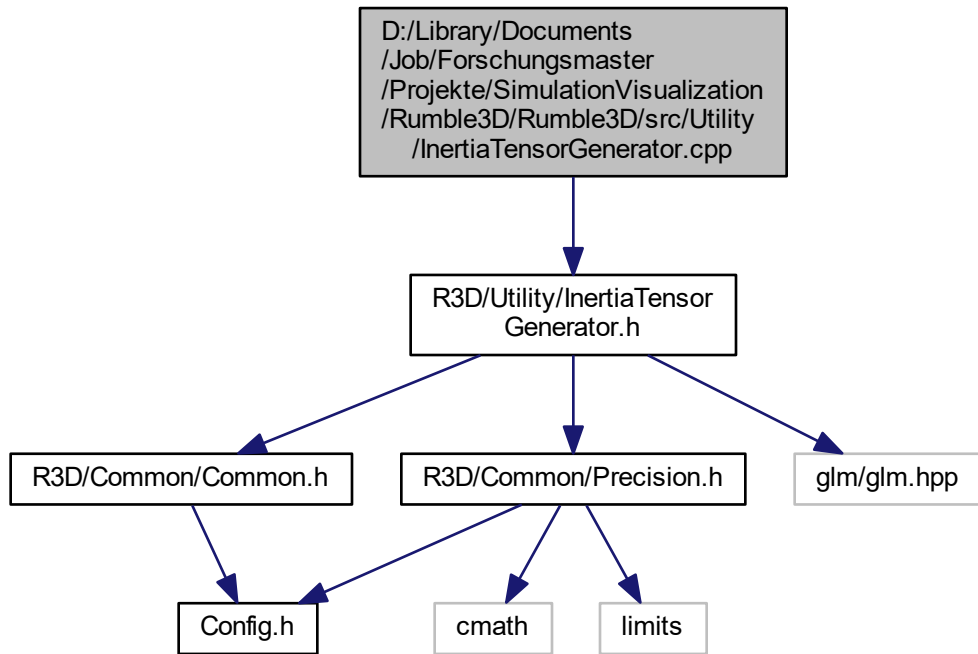 D:/Library/Documents
/Job/Forschungsmaster
/Projekte/SimulationVisualization
/Rumble3D/Rumble3D/src/Utility
/InertiaTensorGenerator.cpp
R3D/Utility/InertiaTensor
Generator.h
R3D/Common/Common.h
R3D/Common/Precision.h
glm/glm.hpp
Config.h
cmath
limits